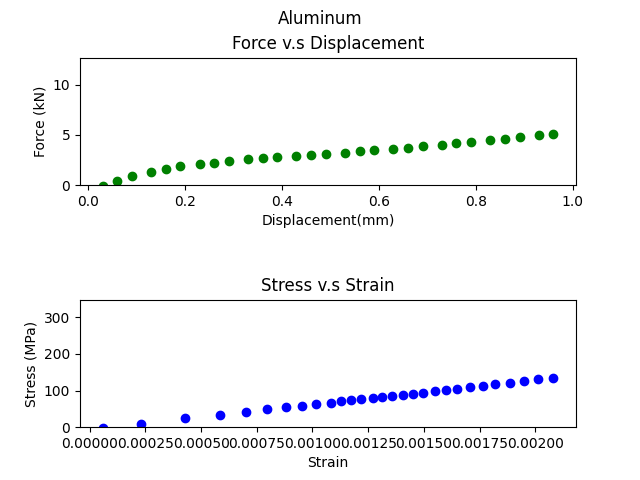 Aluminum
Force v.s Displacement
10
5
0
Force (kN)
0.0 0.2 0.4 0.6 0.8 1.0
Displacement(mm)
Stress v.s Strain
300
200
100
0
Stress (MPa)
0.00000 0.00025 0.00050 0.00075 0.00100 0.00125 0.00150 0.00175 0.00200
Strain